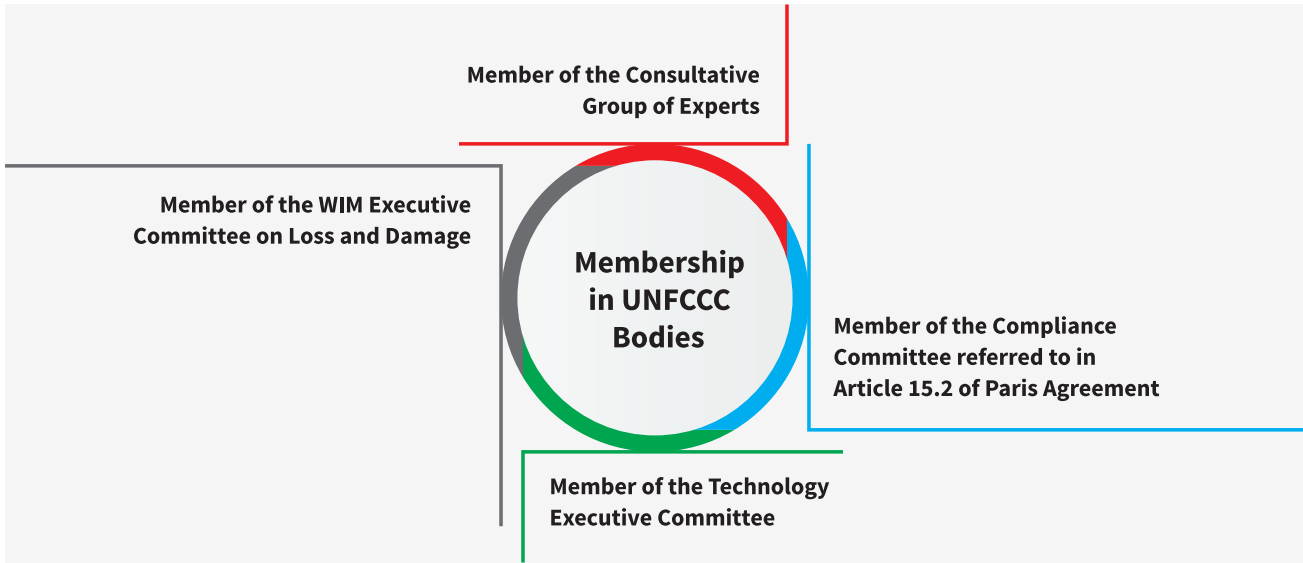 Member of the Consultative
Group of Experts
Member of the WIM Executive
Committee on Loss and Damage
Membership
in UNFCCC
Bodies
Member of the Compliance
Committee referred to in
Article 15.2 of Paris Agreement
Member of the Technology
Executive Committee